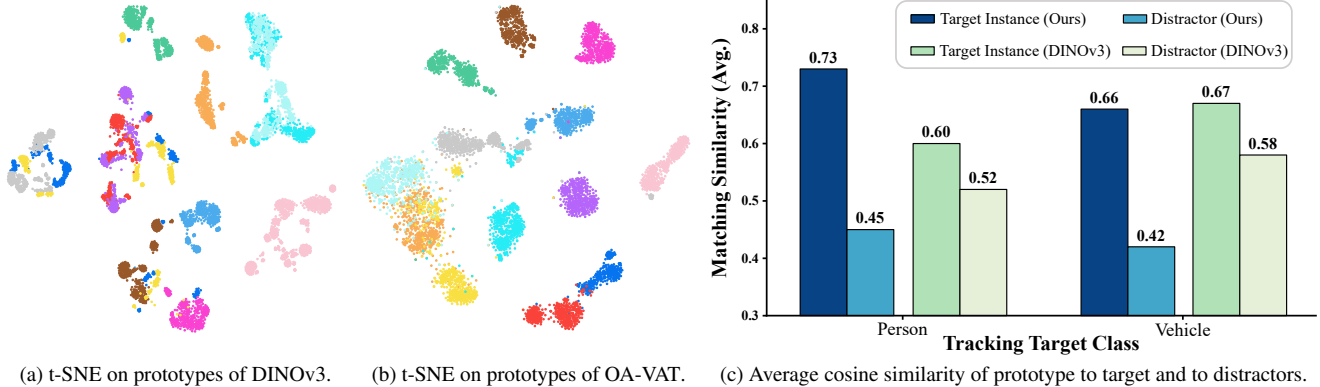 Target Instance (Ours) Distractor (Ours)
Target Instance (DINOv3) Distractor (DINOv3)
Matching Similarity (Avg.)
0.8
0.7
0.6
0.5
0.4
0.3
0.73
0.45
0.60
0.52
0.66
0.42
0.67
0.58
Person Vehicle
Tracking Target Class
(a) t-SNE on prototypes of DINOv3. (b) t-SNE on prototypes of OA-VAT. (c) Average cosine similarity of prototype to target and to distractors.